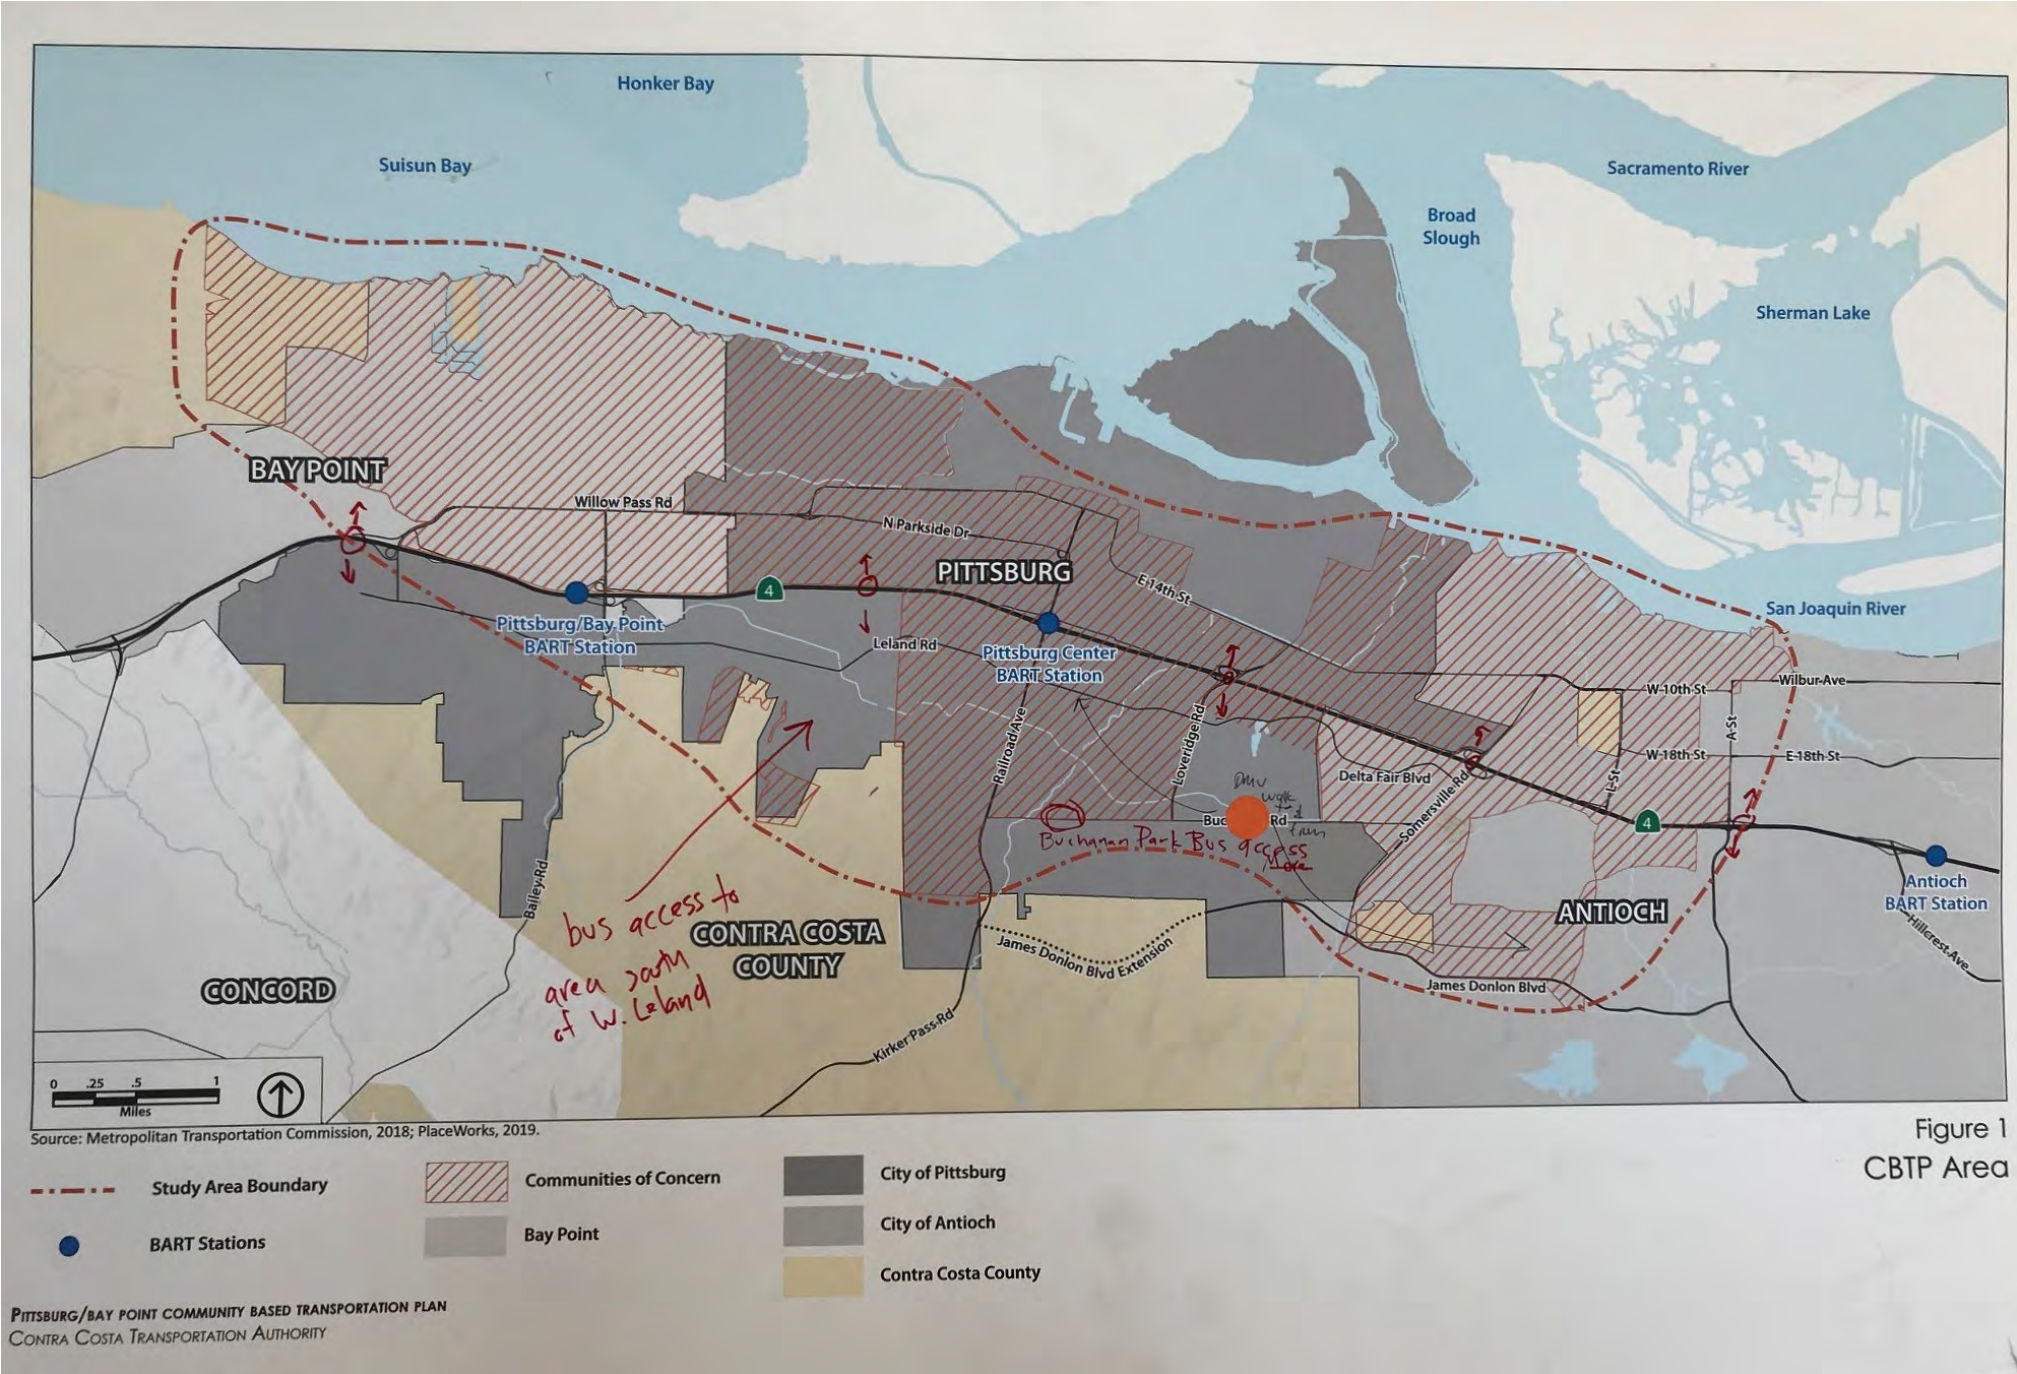 Honker Bay
Suisun Bay
Sacramento River
Broad
Slough
Sherman Lake
BAY POINT
Willow Pass Rd
N Parkside Dr
PITTSBURG
4
E 14th St
San Joaquin River
Pittsburg/Bay Point
BART Station
Leland Rd
Pittsburg Center
BART Station
W 10th St
Wilbur Ave
Railroad Ave
Loveridge Rd
A St
W 18th St
E 18th St
Delta Fair Blvd
L St
Somersville Rd
DMV
walk
Buc Rd
train
4
Buchanan Park Bus access
Bailey Rd
Antioch
BART Station
bus access to
area south
of W. Leland
CONTRA COSTA
COUNTY
ANTIOCH
Hillcrest Ave
James Donlon Blvd Extension
James Donlon Blvd
CONCORD
Kirker Pass Rd
0 .25 .5 1
Miles
Source: Metropolitan Transportation Commission, 2018; PlaceWorks, 2019.
Figure 1
CBTP Area
Study Area Boundary
Communities of Concern
City of Pittsburg
BART Stations
Bay Point
City of Antioch
Contra Costa County
PITTSBURG/BAY POINT COMMUNITY BASED TRANSPORTATION PLAN
CONTRA COSTA TRANSPORTATION AUTHORITY